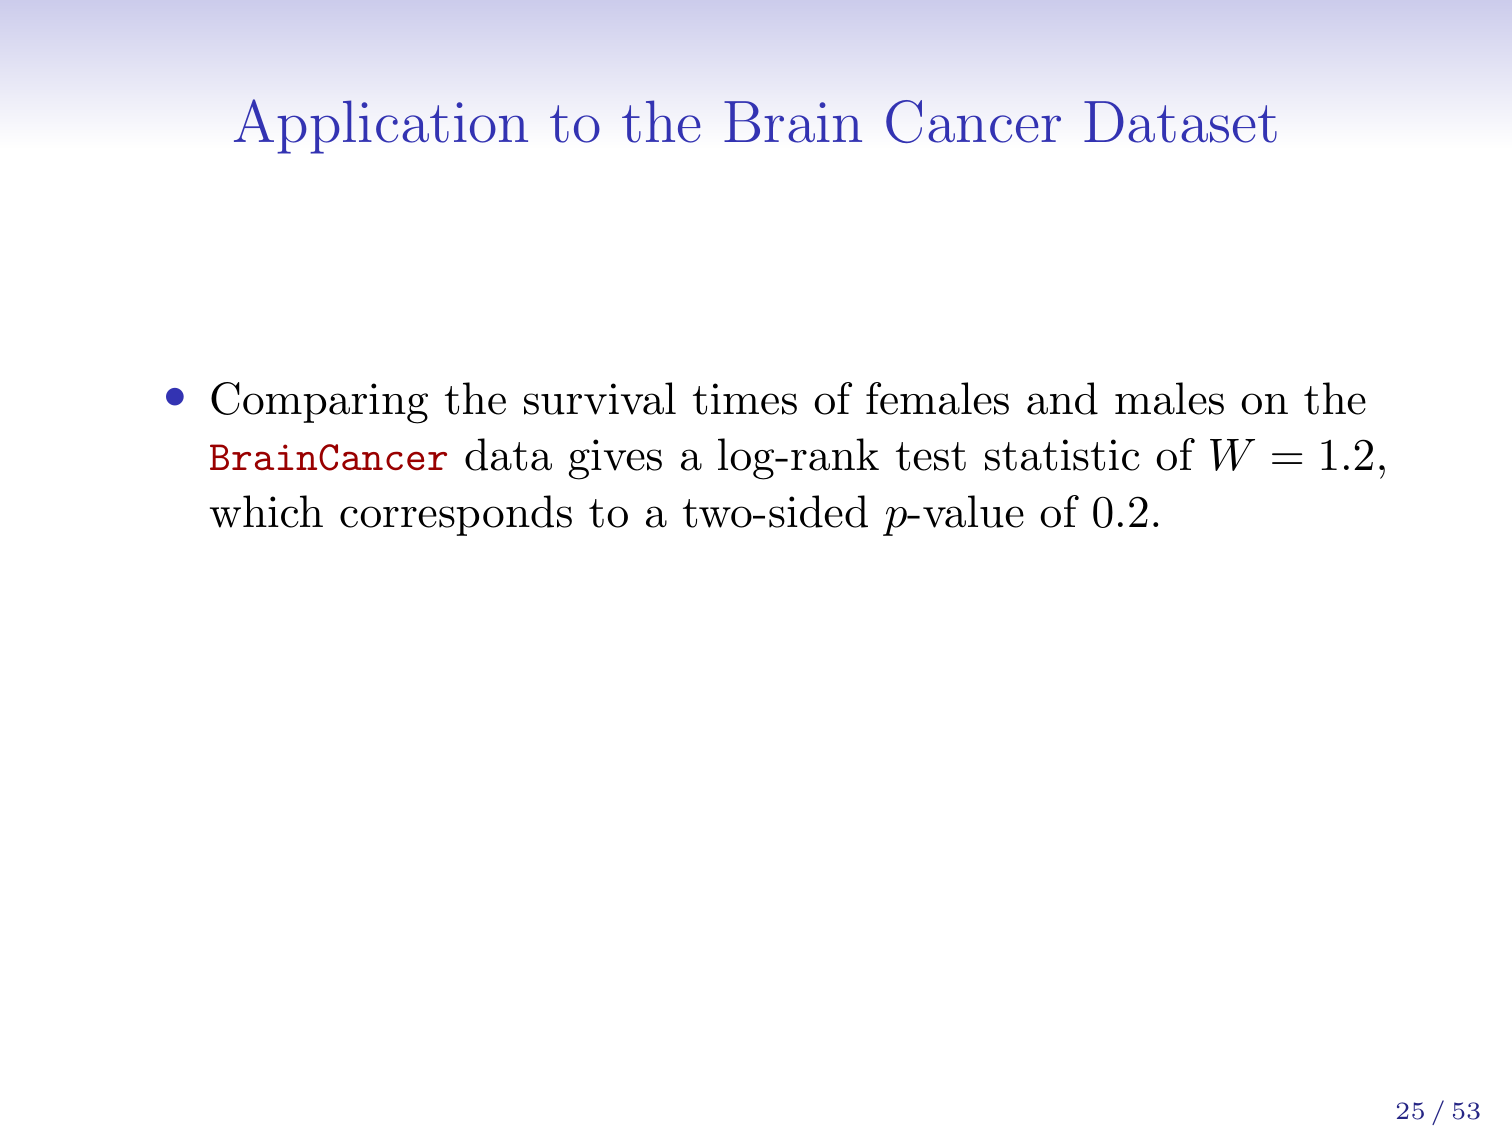 Application to the Brain Cancer Dataset
• Comparing the survival times of females and males on the
BrainCancer data gives a log-rank test statistic of W = 1.2,
which corresponds to a two-sided p-value of 0.2.
25 / 53